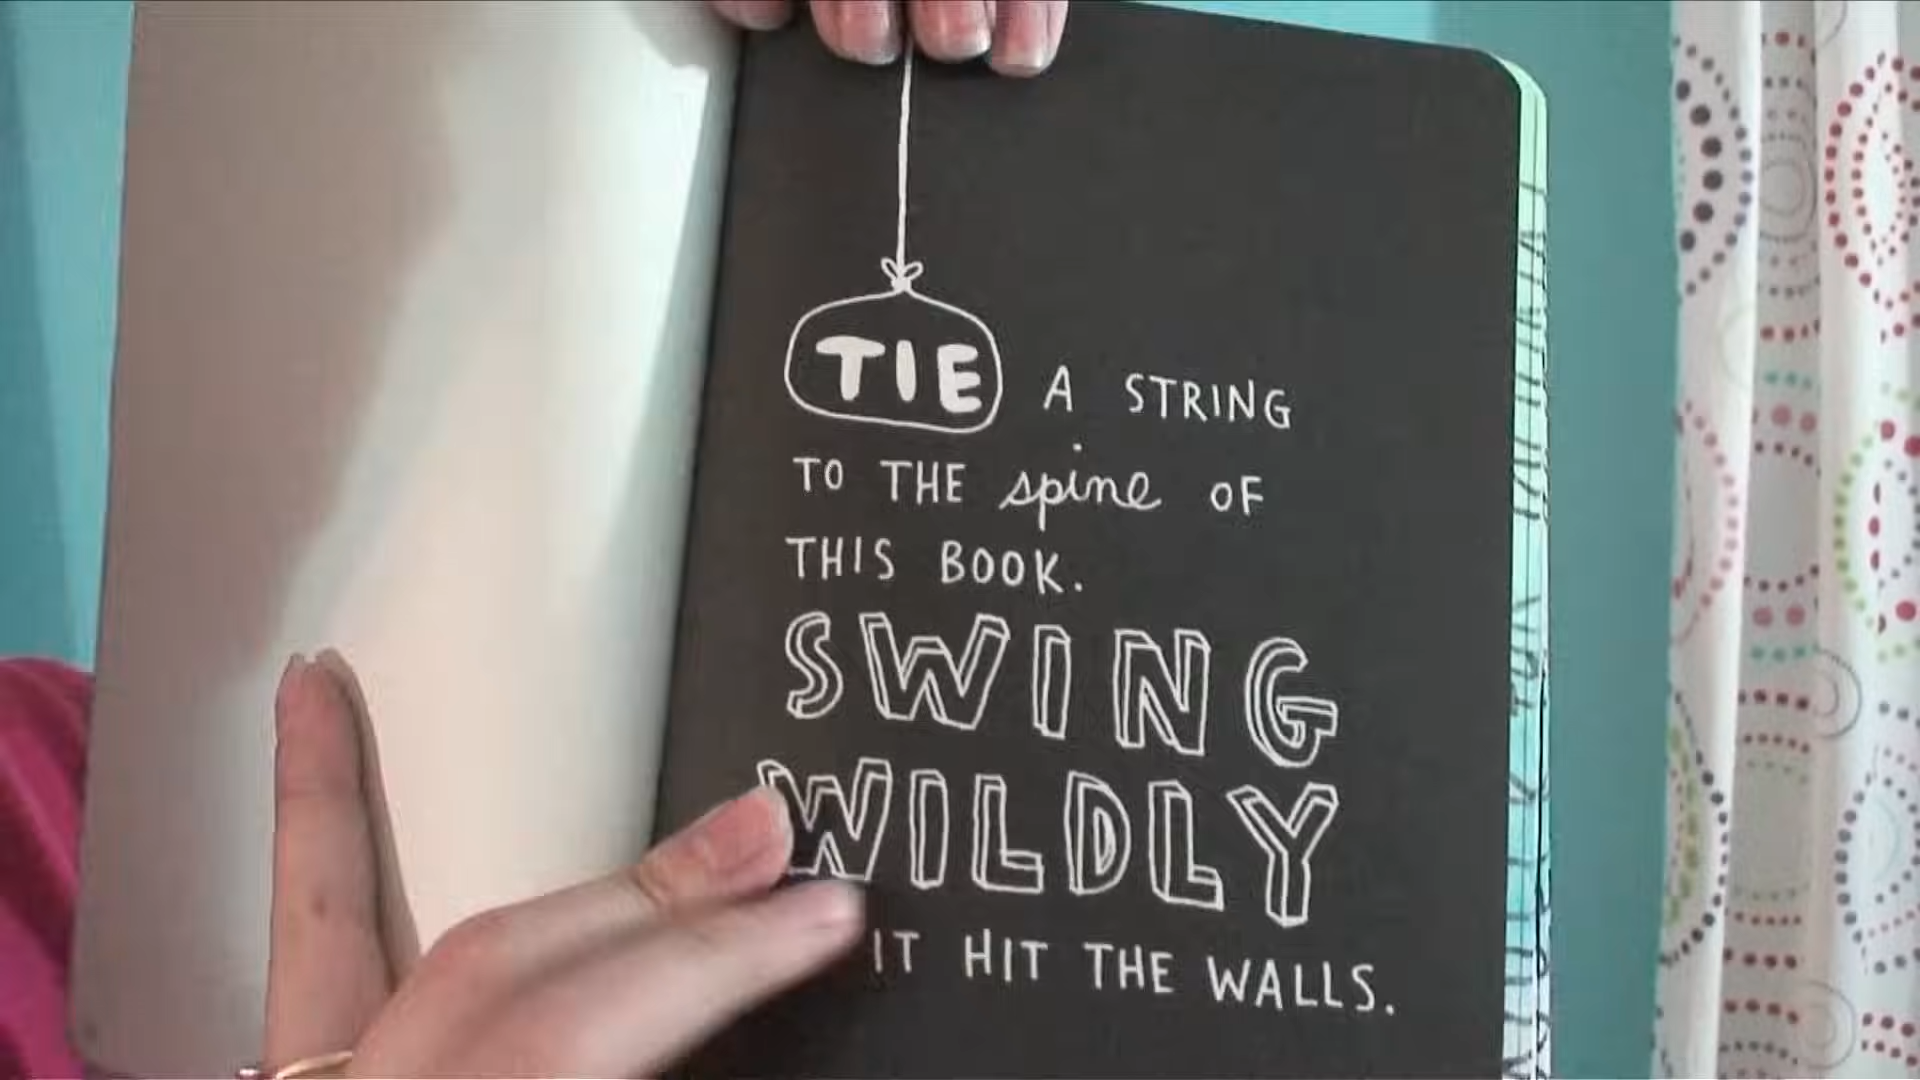 TIE A STRING
TO THE spine OF
THIS BOOK.
SWING
WILDLY
IT HIT THE WALLS.